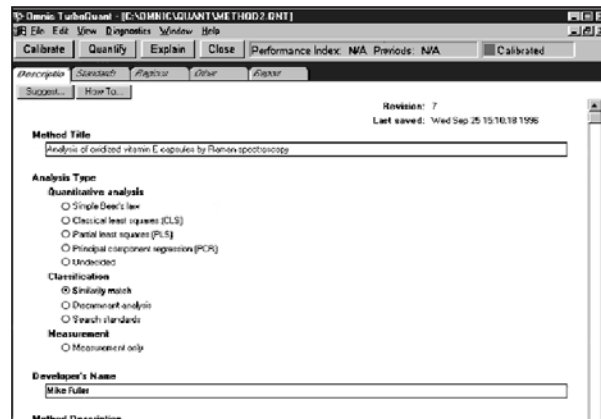 Omnic TurboQuant - [C:\OMNIC\QUANT\METHOD2.QNT]
File Edit View Diagnostics Window Help
Calibrate Quantify Explain Close Performance Index: N/A Previous: N/A Calibrated
Descriptio Standards Regions Other Report
Suggest... How To...
Revision: 7
Last saved: Wed Sep 25 15:10:18 1996
Method Title
Analysis of oxidized vitamin E capsules by Raman spectroscopy
Analysis Type
Quantitative analysis
Simple Beer's law
Classical least squares (CLS)
Partial least squares (PLS)
Principal component regression (PCR)
Undecided
Classification
Similarity match
Discriminant analysis
Search standards
Measurement
Measurement only
Developer's Name
Mike Fuller
Method Description